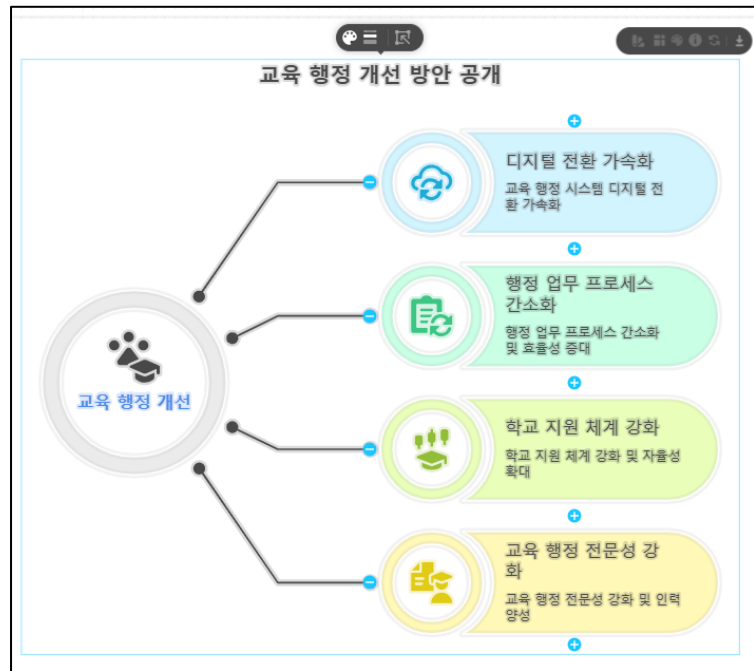 교육 행정 개선 방안 공개
교육 행정 개선
디지털 전환 가속화
교육 행정 시스템 디지털 전
환 가속화
행정 업무 프로세스
간소화
행정 업무 프로세스 간소화
및 효율성 증대
학교 지원 체계 강화
학교 지원 체계 강화 및 자율성
확대
교육 행정 전문성 강
화
교육 행정 전문성 강화 및 인력
양성